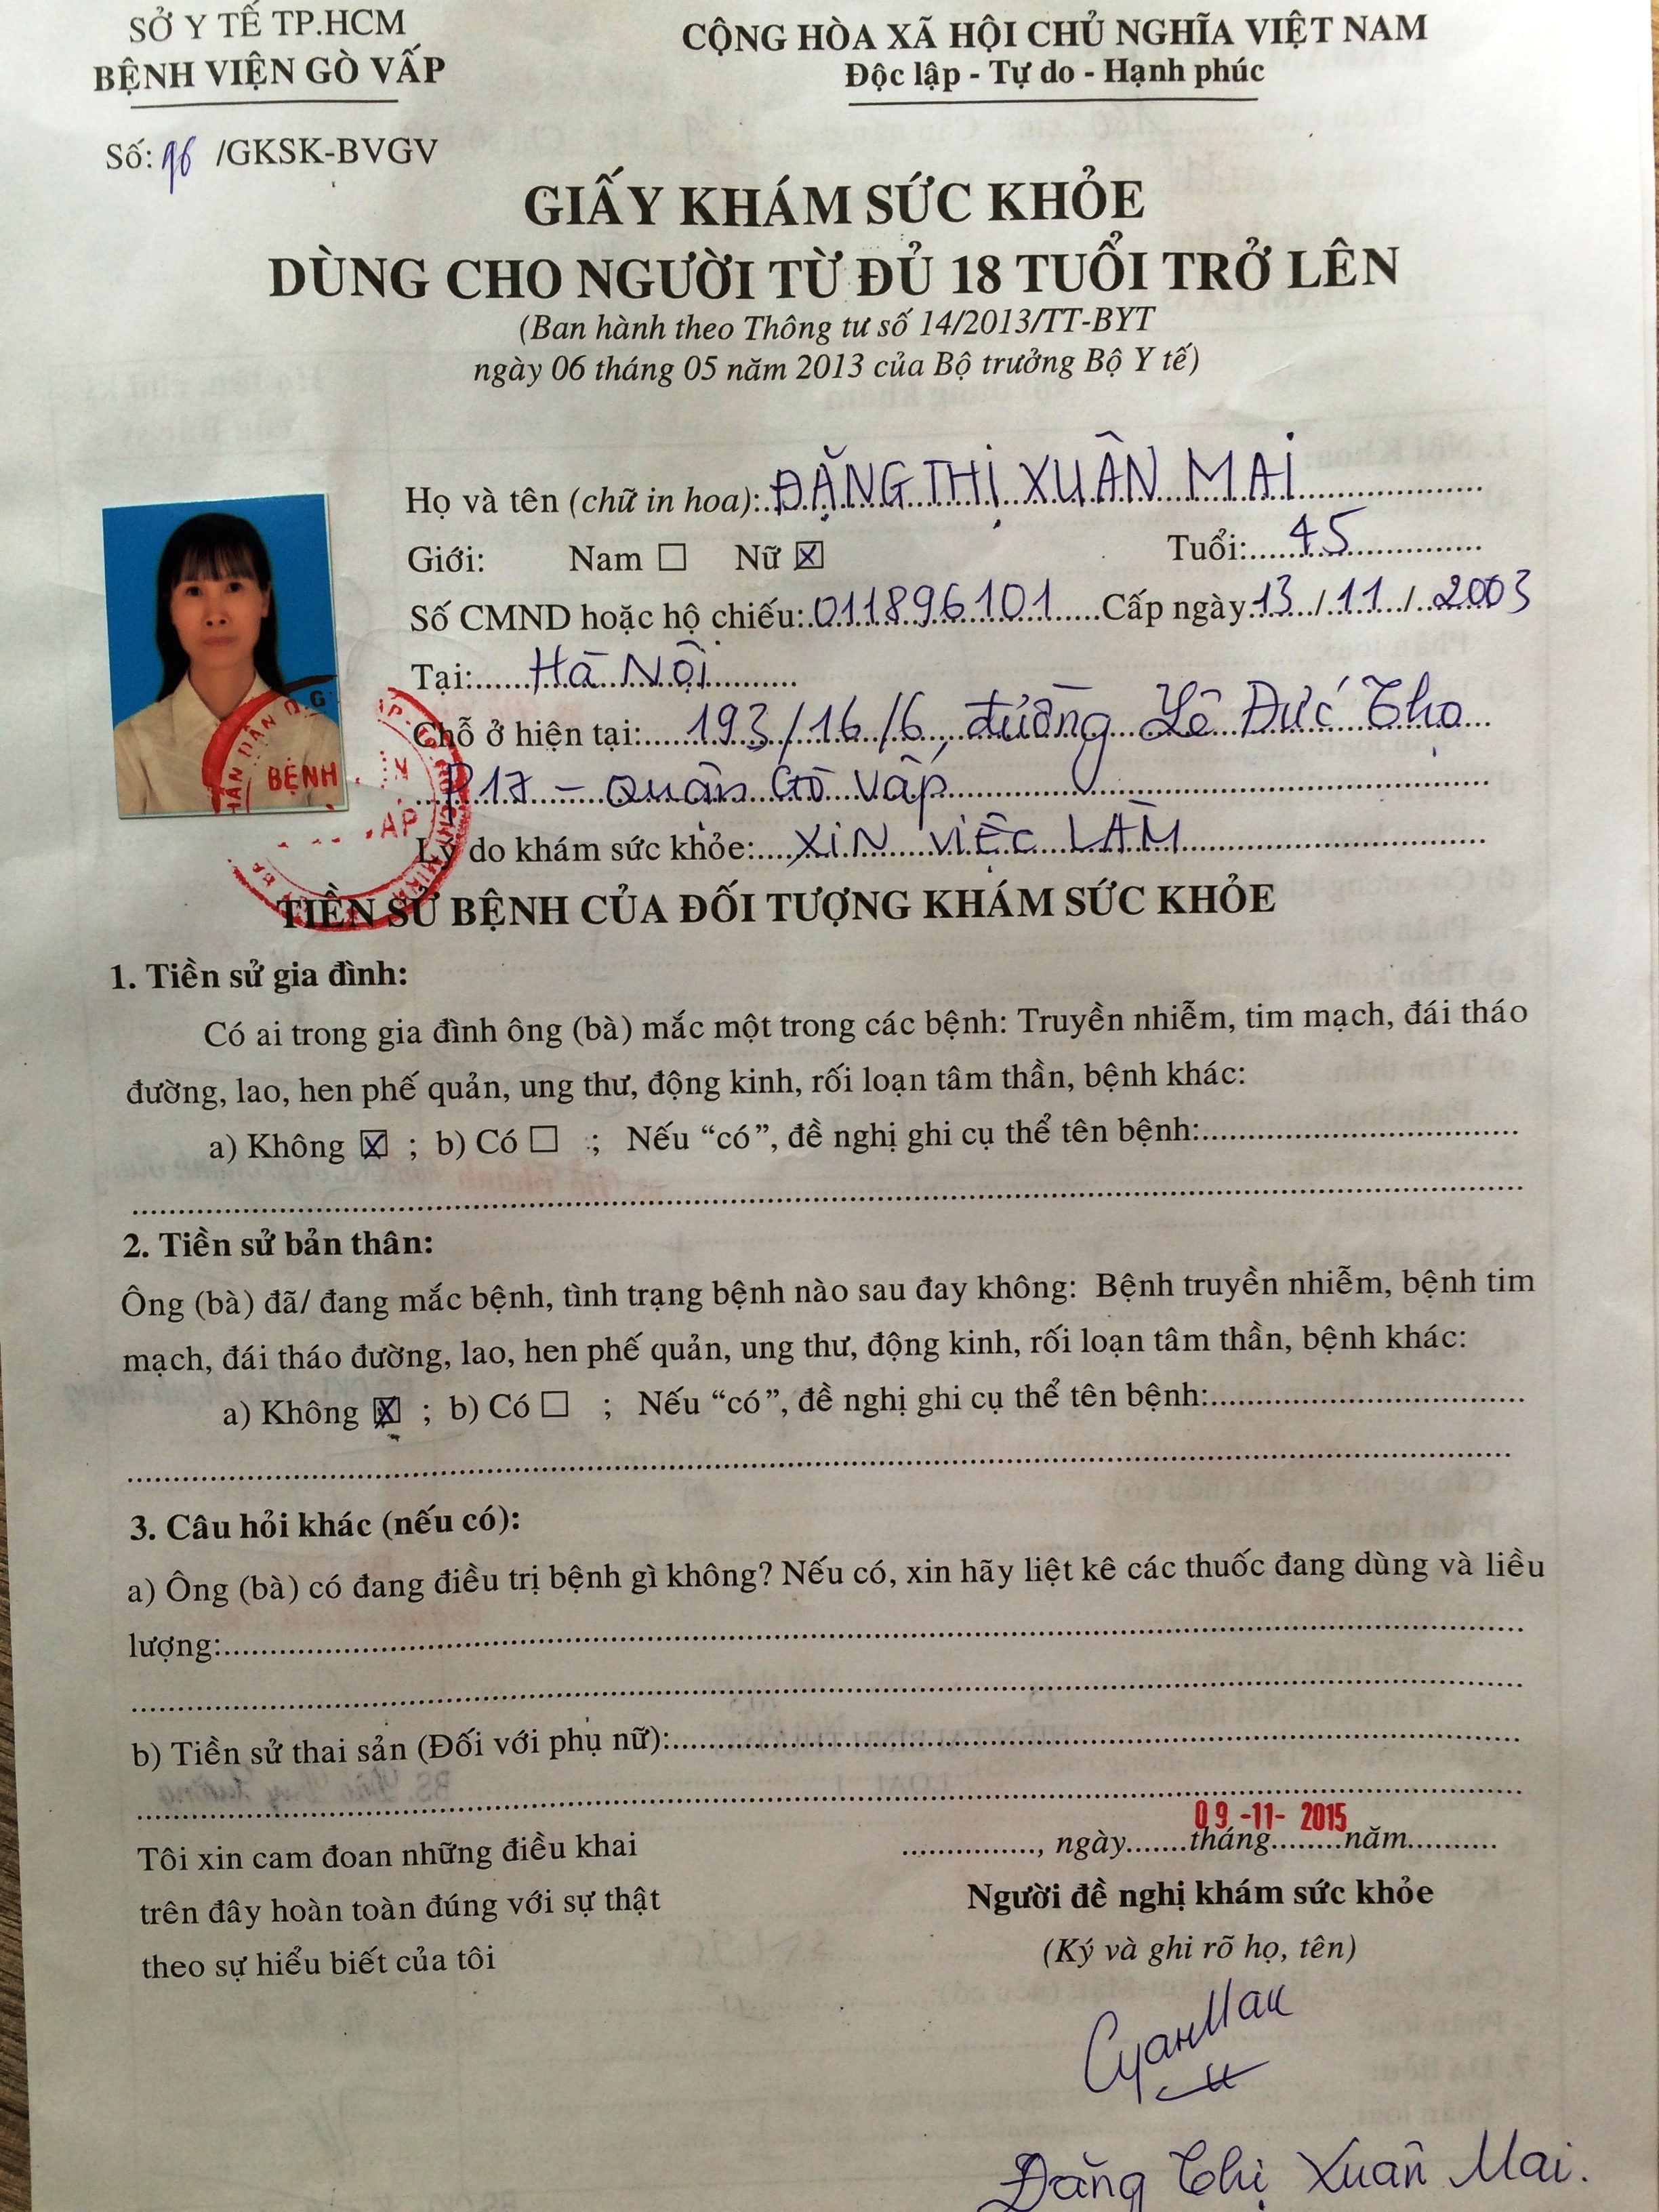 SỞ Y TẾ TP.HCM
BỆNH VIỆN GÒ VẤP
Số: /GKSK-BVGV
CỘNG HÒA XÃ HỘI CHỦ NGHĨA VIỆT NAM
Độc lập - Tự do - Hạnh phúc
GIẤY KHÁM SỨC KHỎE
DÙNG CHO NGƯỜI TỪ ĐỦ 18 TUỔI TRỞ LÊN
(Ban hành theo Thông tư số 14/2013/TT-BYT
ngày 06 tháng 05 năm 2013 của Bộ trưởng Bộ Y tế)
Họ và tên (chữ in hoa): ĐẶNG THỊ XUÂN MAI
Giới: Nam ☐ Nữ ☒ Tuổi: 45
Số CMND hoặc hộ chiếu: 011896101 Cấp ngày 13/11/2003
Tại: Hà Nội
Chỗ ở hiện tại: 193/16/6, đường Lê Đức Thọ
P17 - Quận Gò Vấp
Lý do khám sức khỏe: XIN VIỆC LÀM
TIỀN SỬ BỆNH CỦA ĐỐI TƯỢNG KHÁM SỨC KHỎE
1. Tiền sử gia đình:
Có ai trong gia đình ông (bà) mắc một trong các bệnh: Truyền nhiễm, tim mạch, đái tháo
đường, lao, hen phế quản, ung thư, động kinh, rối loạn tâm thần, bệnh khác:
a) Không ☒ ; b) Có ☐ ; Nếu “có”, đề nghị ghi cụ thể tên bệnh:
2. Tiền sử bản thân:
Ông (bà) đã/ đang mắc bệnh, tình trạng bệnh nào sau đay không: Bệnh truyền nhiễm, bệnh tim
mạch, đái tháo đường, lao, hen phế quản, ung thư, động kinh, rối loạn tâm thần, bệnh khác:
a) Không ☒ ; b) Có ☐ ; Nếu “có”, đề nghị ghi cụ thể tên bệnh:
3. Câu hỏi khác (nếu có):
a) Ông (bà) có đang điều trị bệnh gì không? Nếu có, xin hãy liệt kê các thuốc đang dùng và liều
lượng:
b) Tiền sử thai sản (Đối với phụ nữ):
Tôi xin cam đoan những điều khai
trên đây hoàn toàn đúng với sự thật
theo sự hiểu biết của tôi
09-11-2015
, ngày tháng năm
Người đề nghị khám sức khỏe
(Ký và ghi rõ họ, tên)
Đặng Thị Xuân Mai.